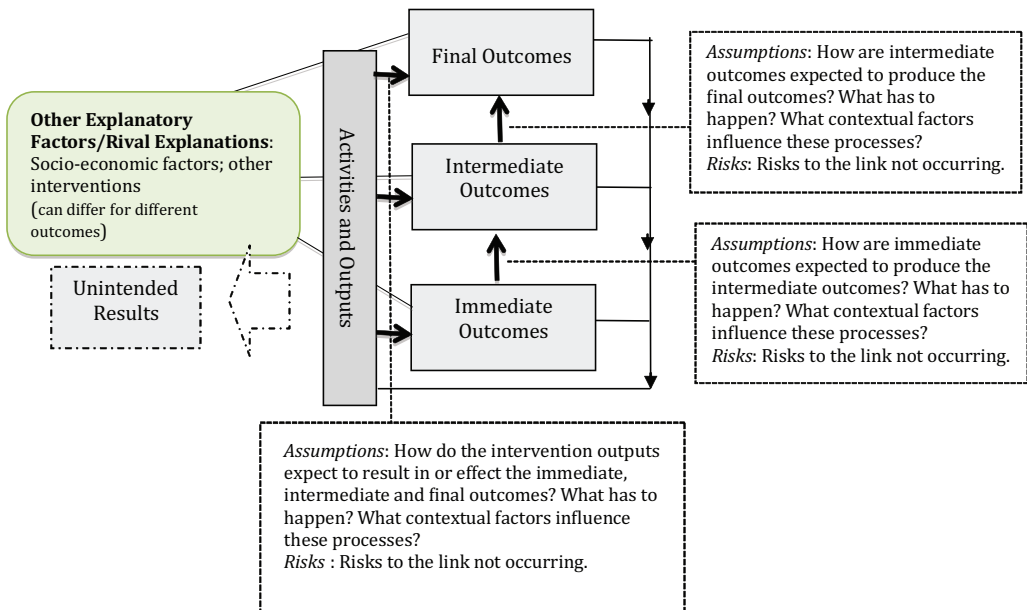 Final Outcomes
Assumptions: How are intermediate
outcomes expected to produce the
final outcomes? What has to
happen? What contextual factors
influence these processes?
Risks: Risks to the link not occurring.
Other Explanatory
Factors/Rival Explanations:
Socio-economic factors; other
interventions
(can differ for different
outcomes)
Activities and Outputs
Intermediate
Outcomes
Assumptions: How are immediate
outcomes expected to produce the
intermediate outcomes? What has to
happen? What contextual factors
influence these processes?
Risks: Risks to the link not occurring.
Unintended
Results
Immediate
Outcomes
Assumptions: How do the intervention outputs
expect to result in or effect the immediate,
intermediate and final outcomes? What has to
happen? What contextual factors influence
these processes?
Risks : Risks to the link not occurring.